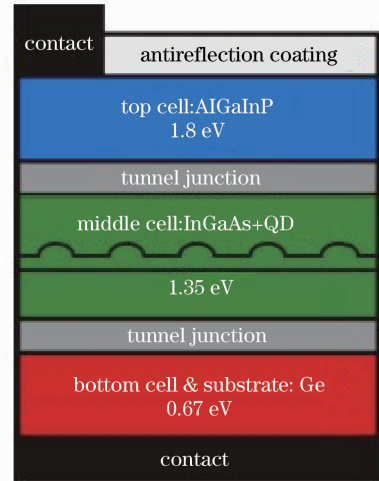 contact
antireflection coating
top cell:AlGaInP
1.8 eV
tunnel junction
middle cell:InGaAs+QD
1.35 eV
tunnel junction
bottom cell & substrate: Ge
0.67 eV
contact